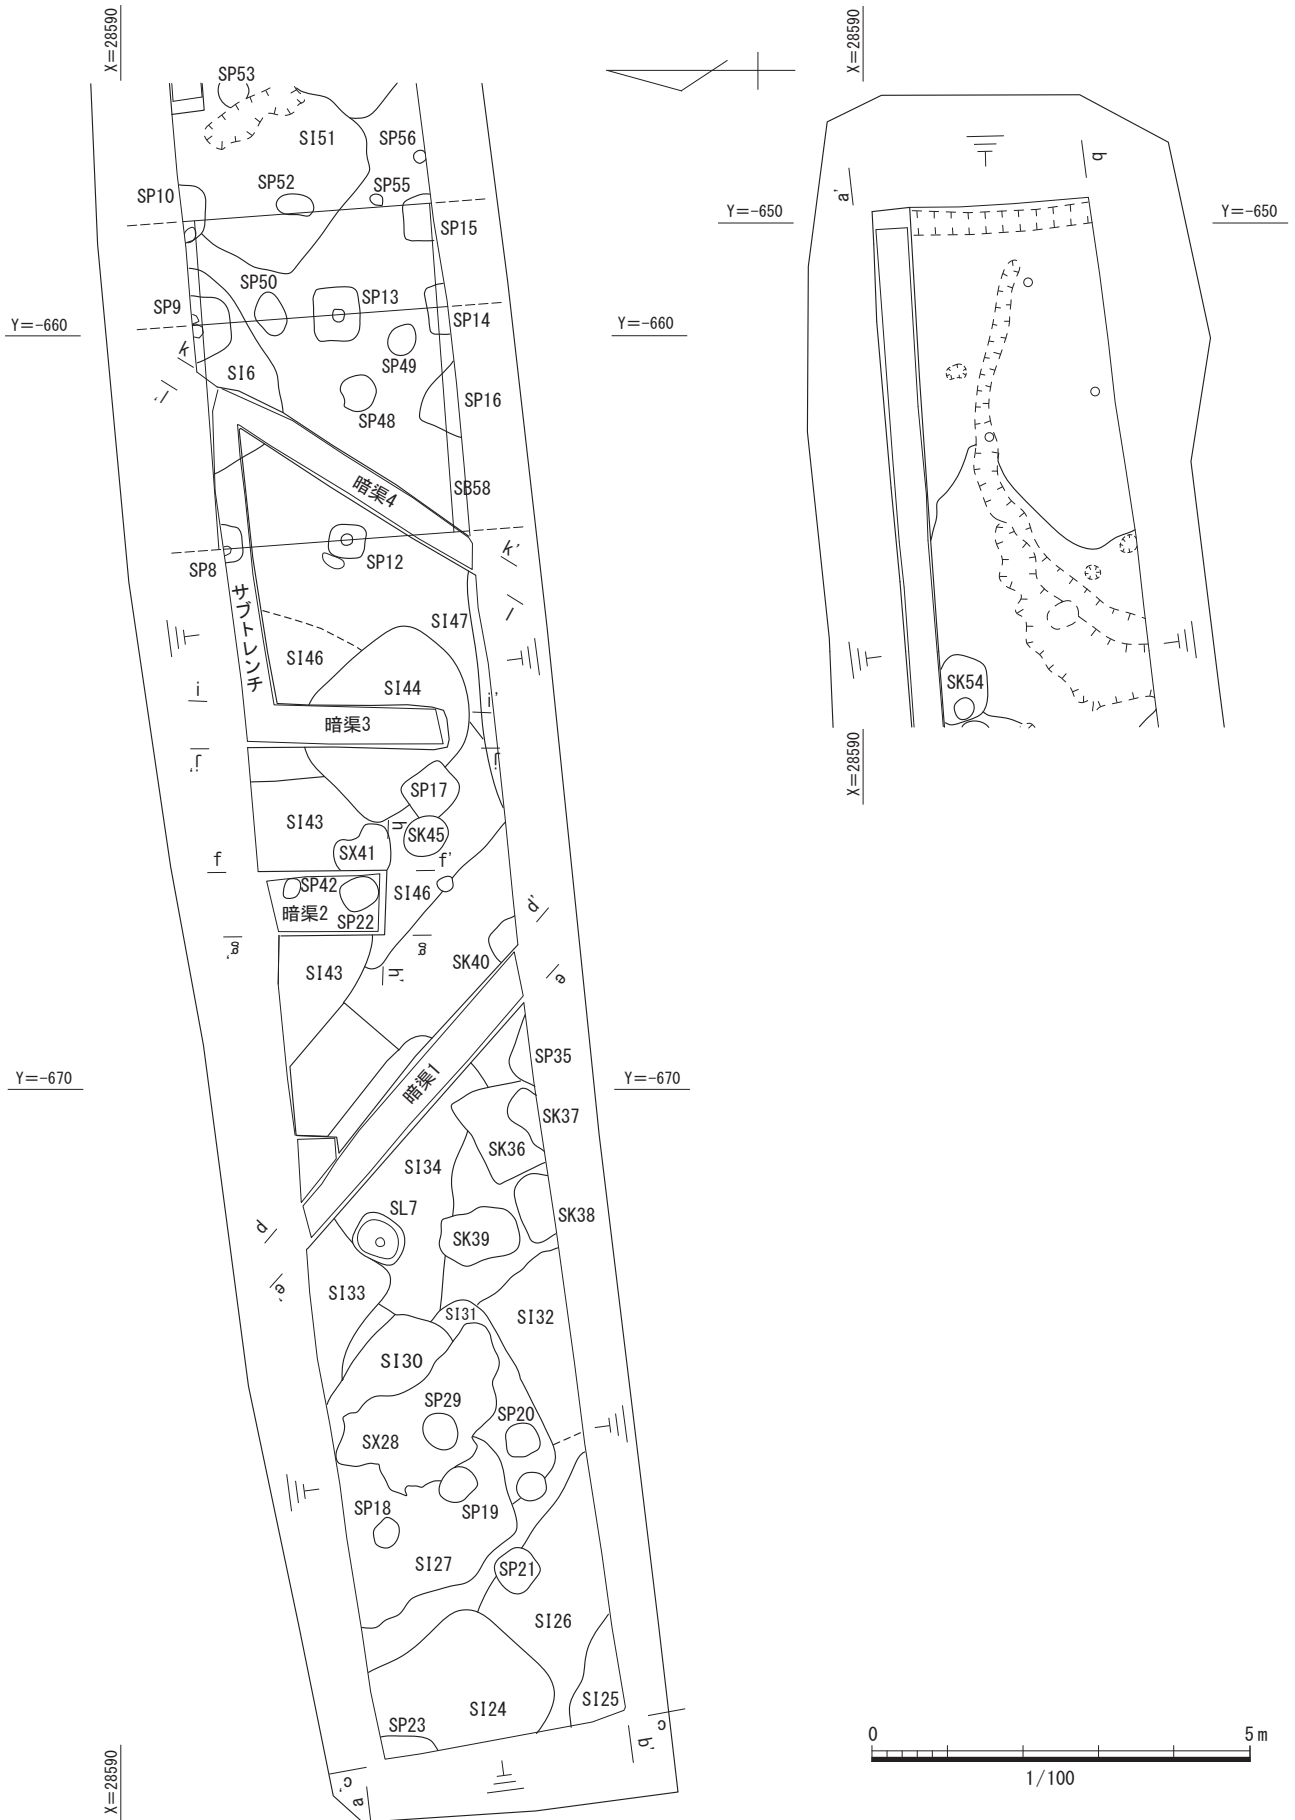 X=28590
X=28590
SP53
SI51
SP56
SP52
SP55
SP10
SP15
SP50
SP13
SP9
SP14
Y=-660
Y=-660
SP49
k
l'
SI6
SP16
SP48
暗渠4
SB58
SP8
SP12
k'
l
サブトレンチ
SI47
SI46
SI44
i
i'
暗渠3
j'
j
SP17
SI43
h
SK45
SX41
f
f'
SP42
SI46
暗渠2
SP22
g'
g
d'
SI43
h'
SK40
e
Y=-670
Y=-670
暗渠1
SP35
SK37
SK36
SI34
SL7
SK38
d
SK39
e'
SI33
SI31
SI32
SI30
SP29
SP20
SX28
SP18
SP19
SI27
SP21
SI26
SI24
SI25
SP23
c
b'
c'
a
X=28590
a'
b
Y=-650
Y=-650
SK54
X=28590
0
5m
1/100